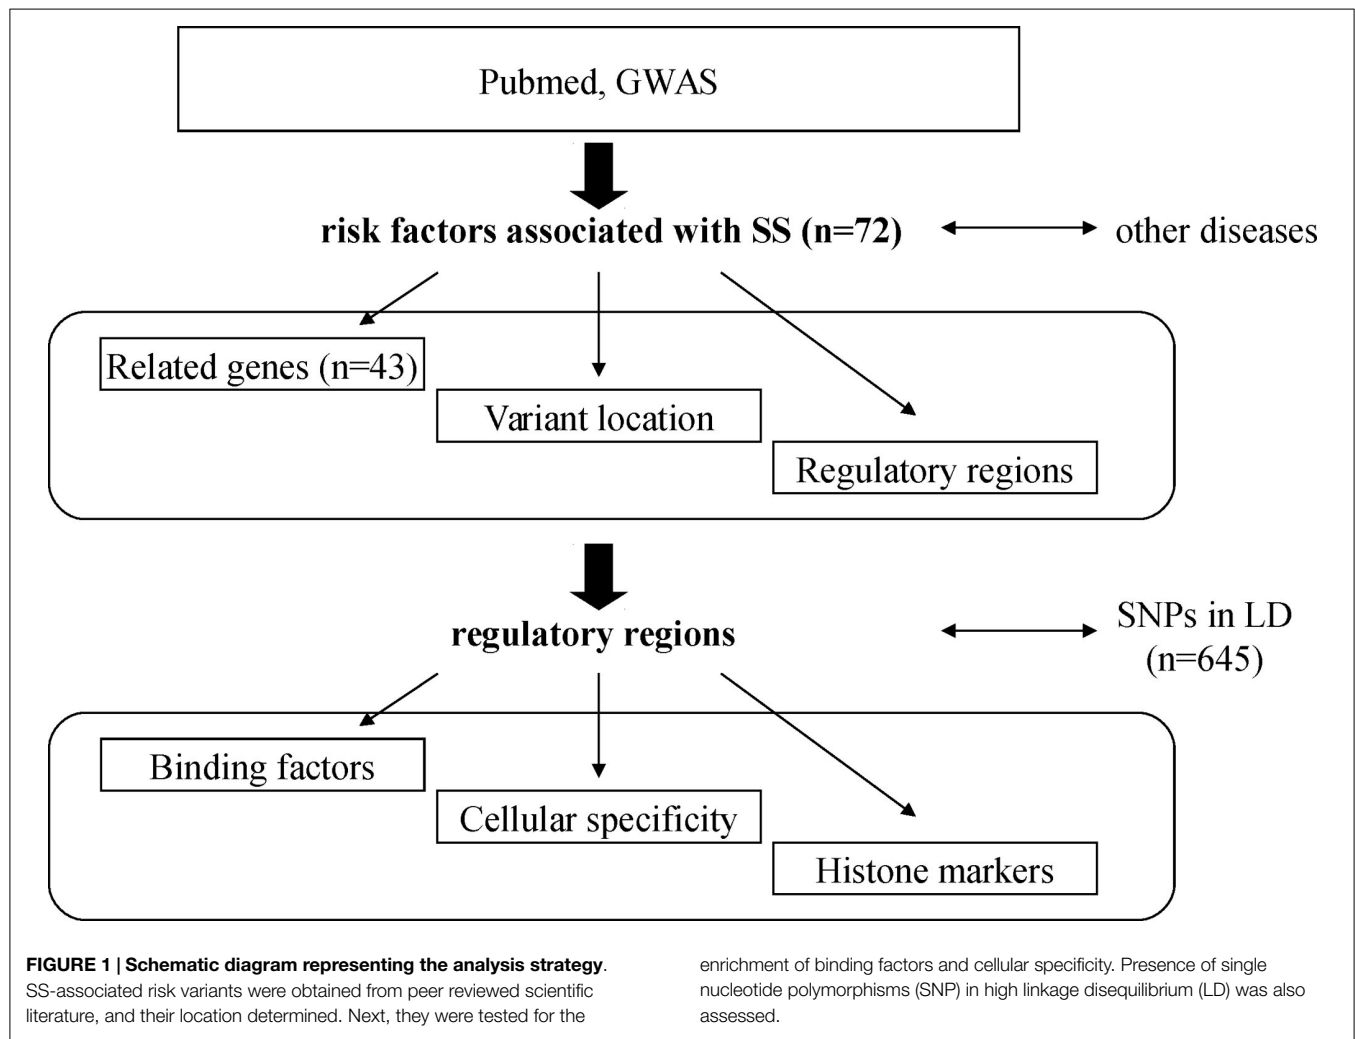 Pubmed, GWAS
risk factors associated with SS (n=72)
other diseases
Related genes (n=43)
Variant location
Regulatory regions
regulatory regions
SNPs in LD
(n=645)
Binding factors
Cellular specificity
Histone markers
FIGURE 1 | Schematic diagram representing the analysis strategy.
SS-associated risk variants were obtained from peer reviewed scientific
literature, and their location determined. Next, they were tested for the
enrichment of binding factors and cellular specificity. Presence of single
nucleotide polymorphisms (SNP) in high linkage disequilibrium (LD) was also
assessed.